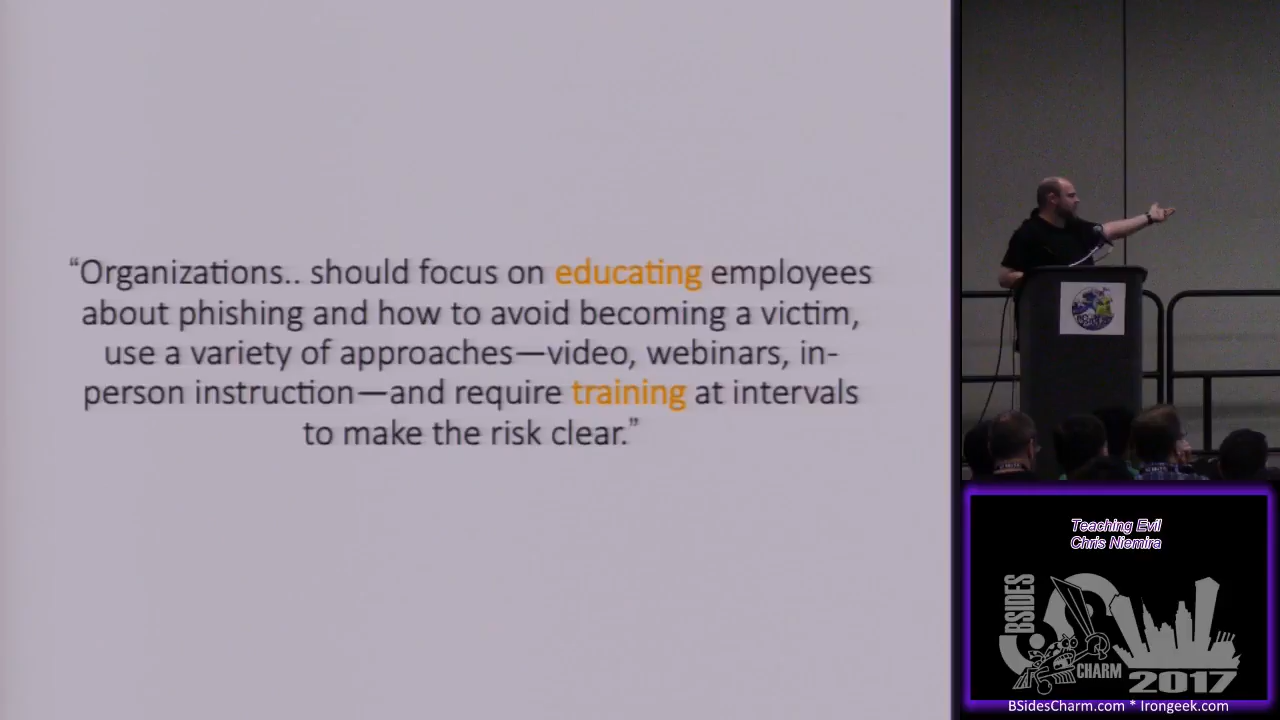 “Organizations.. should focus on educating employees
about phishing and how to avoid becoming a victim,
use a variety of approaches—video, webinars, in-
person instruction—and require training at intervals
to make the risk clear.”
Teaching Evil
Chris Niemira
BSIDES
CHARM
2017
BSidesCharm.com * Irongeek.com